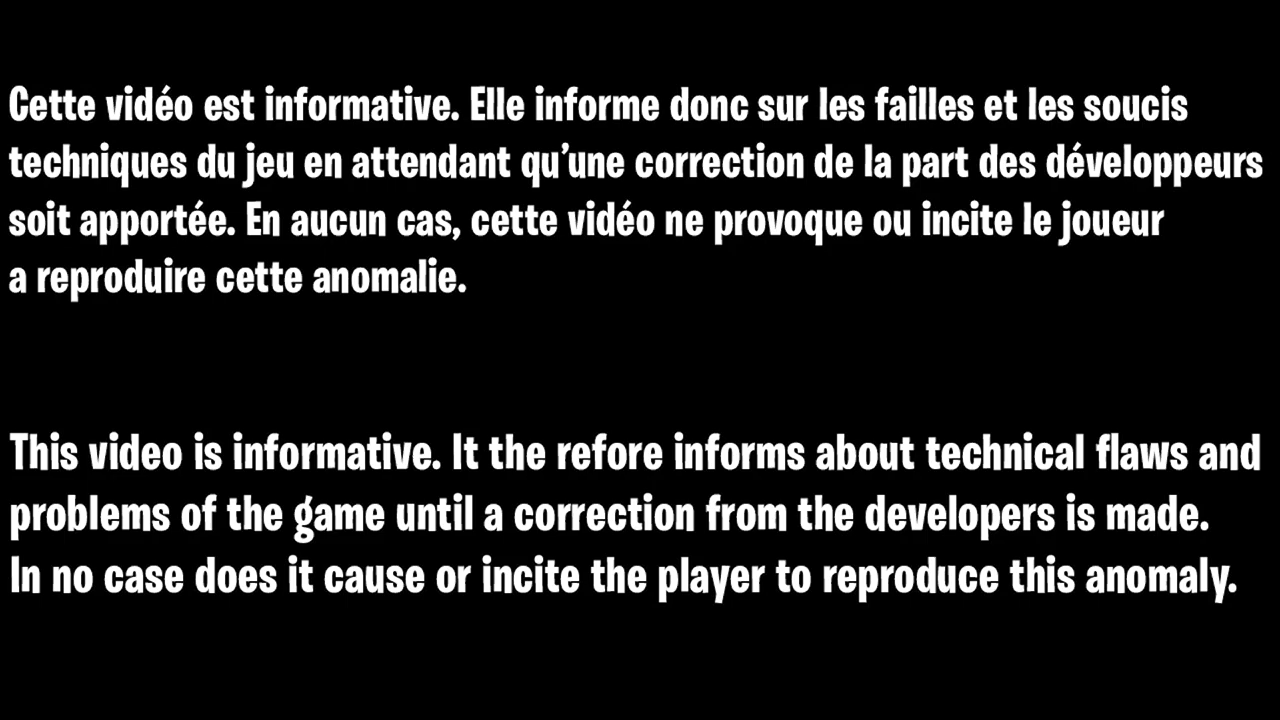 Cette vidéo est informative. Elle informe donc sur les failles et les soucis
techniques du jeu en attendant qu’une correction de la part des développeurs
soit apportée. En aucun cas, cette vidéo ne provoque ou incite le joueur
a reproduire cette anomalie.
This video is informative. It the refore informs about technical flaws and
problems of the game until a correction from the developers is made.
In no case does it cause or incite the player to reproduce this anomaly.